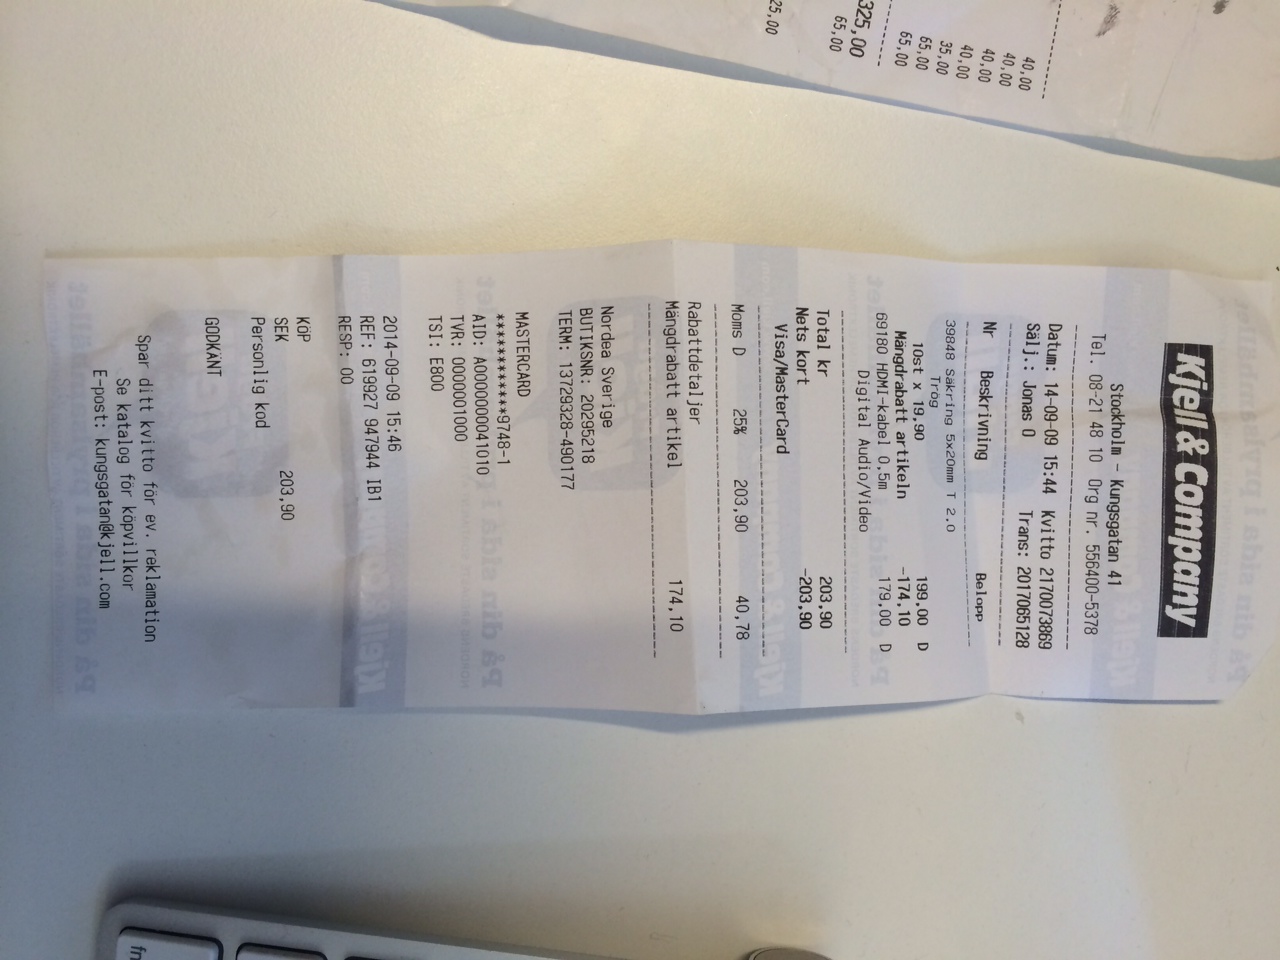 Kjell & Company
Stockholm - Kungsgatan 41
Tel. 08-21 48 10 Org nr. 556400-5378
Datum: 14-09-09 15:44 Kvitto 2170073869
Sälj.: Jonas O Trans: 2017065128
Nr Beskrivning Belopp
39848 Säkring 5x20mm T 2.0
Trög
10st x 19,90 199,00 D
Mängdrabatt artikeln -174,10
69180 HDMI-kabel 0.5m 179,00 D
Digital Audio/Video
Total kr 203,90
Nets kort -203,90
Visa/MasterCard
Moms D 25% 203,90 40,78
Rabattdetaljer
Mängdrabatt artikel 174,10
Nordea Sverige
BUTIKSNR: 20295218
TERM: 13729328-490177
MASTERCARD
************9748-1
AID: A0000000041010
TVR: 0000001000
TSI: E800
2014-09-09 15:46
REF: 619927 947944 IB1
RESP: 00
KÖP
SEK 203,90
Personlig kod
GODKÄNT
Spar ditt kvitto för ev. reklamation
Se katalog för köpvillkor
E-post: kungsgatan@kjell.com
40,00
40,00
40,00
40,00
35,00
65,00
65,00
325,00
65,00
25,00
fn